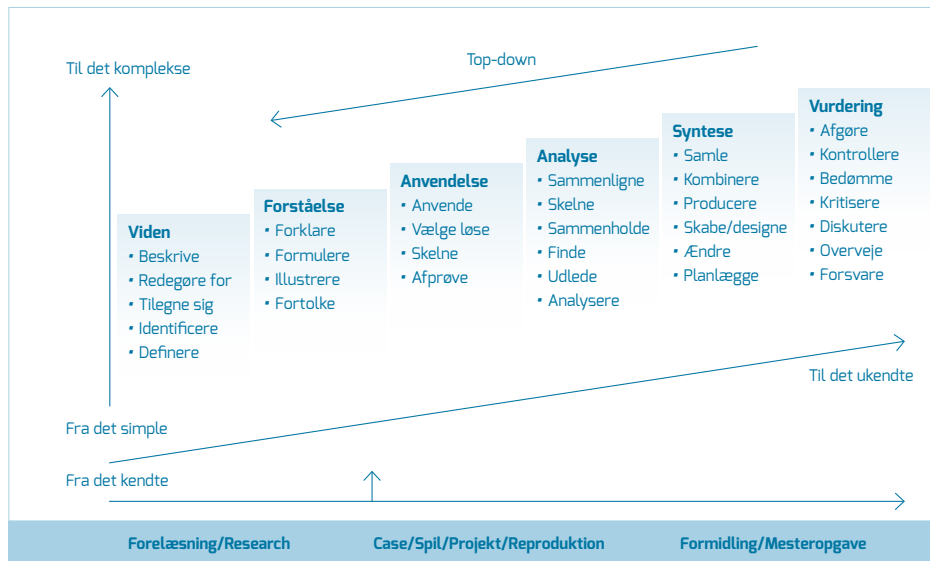 Til det komplekse
Top-down
Viden
• Beskrive
• Redegøre for
• Tilegne sig
• Identificere
• Definere
Forståelse
• Forklare
• Formulere
• Illustrere
• Fortolke
Anvendelse
• Anvende
• Vælge løse
• Skelne
• Afprøve
Analyse
• Sammenligne
• Skelne
• Sammenholde
• Finde
• Udlede
• Analysere
Syntese
• Samle
• Kombinere
• Producere
• Skabe/designe
• Ændre
• Planlægge
Vurdering
• Afgøre
• Kontrollere
• Bedømme
• Kritisere
• Diskutere
• Overveje
• Forsvare
Til det ukendte
Fra det simple
Fra det kendte
Forelæsning/Research
Case/Spil/Projekt/Reproduktion
Formidling/Mesteropgave